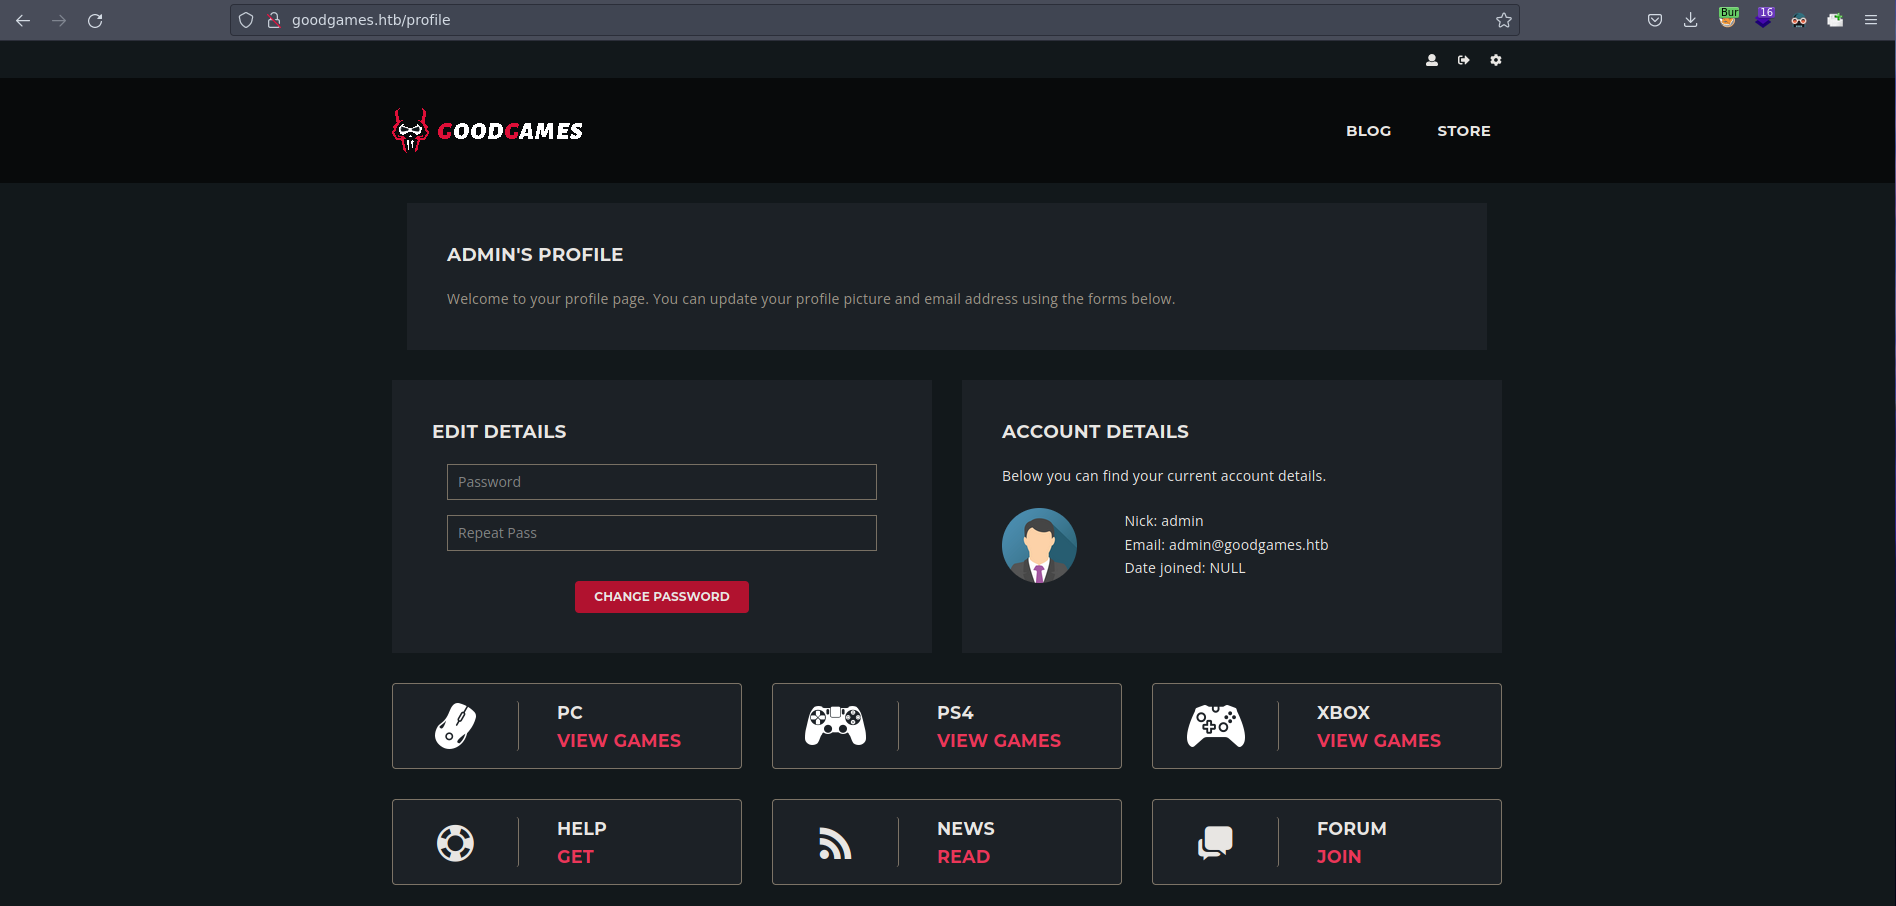 goodgames.htb/profile
Bur
16
GOODGAMES
BLOG
STORE
ADMIN'S PROFILE
Welcome to your profile page. You can update your profile picture and email address using the forms below.
EDIT DETAILS
Password
Repeat Pass
CHANGE PASSWORD
ACCOUNT DETAILS
Below you can find your current account details.
Nick: admin
Email: admin@goodgames.htb
Date joined: NULL
PC
VIEW GAMES
PS4
VIEW GAMES
XBOX
VIEW GAMES
HELP
GET
NEWS
READ
FORUM
JOIN